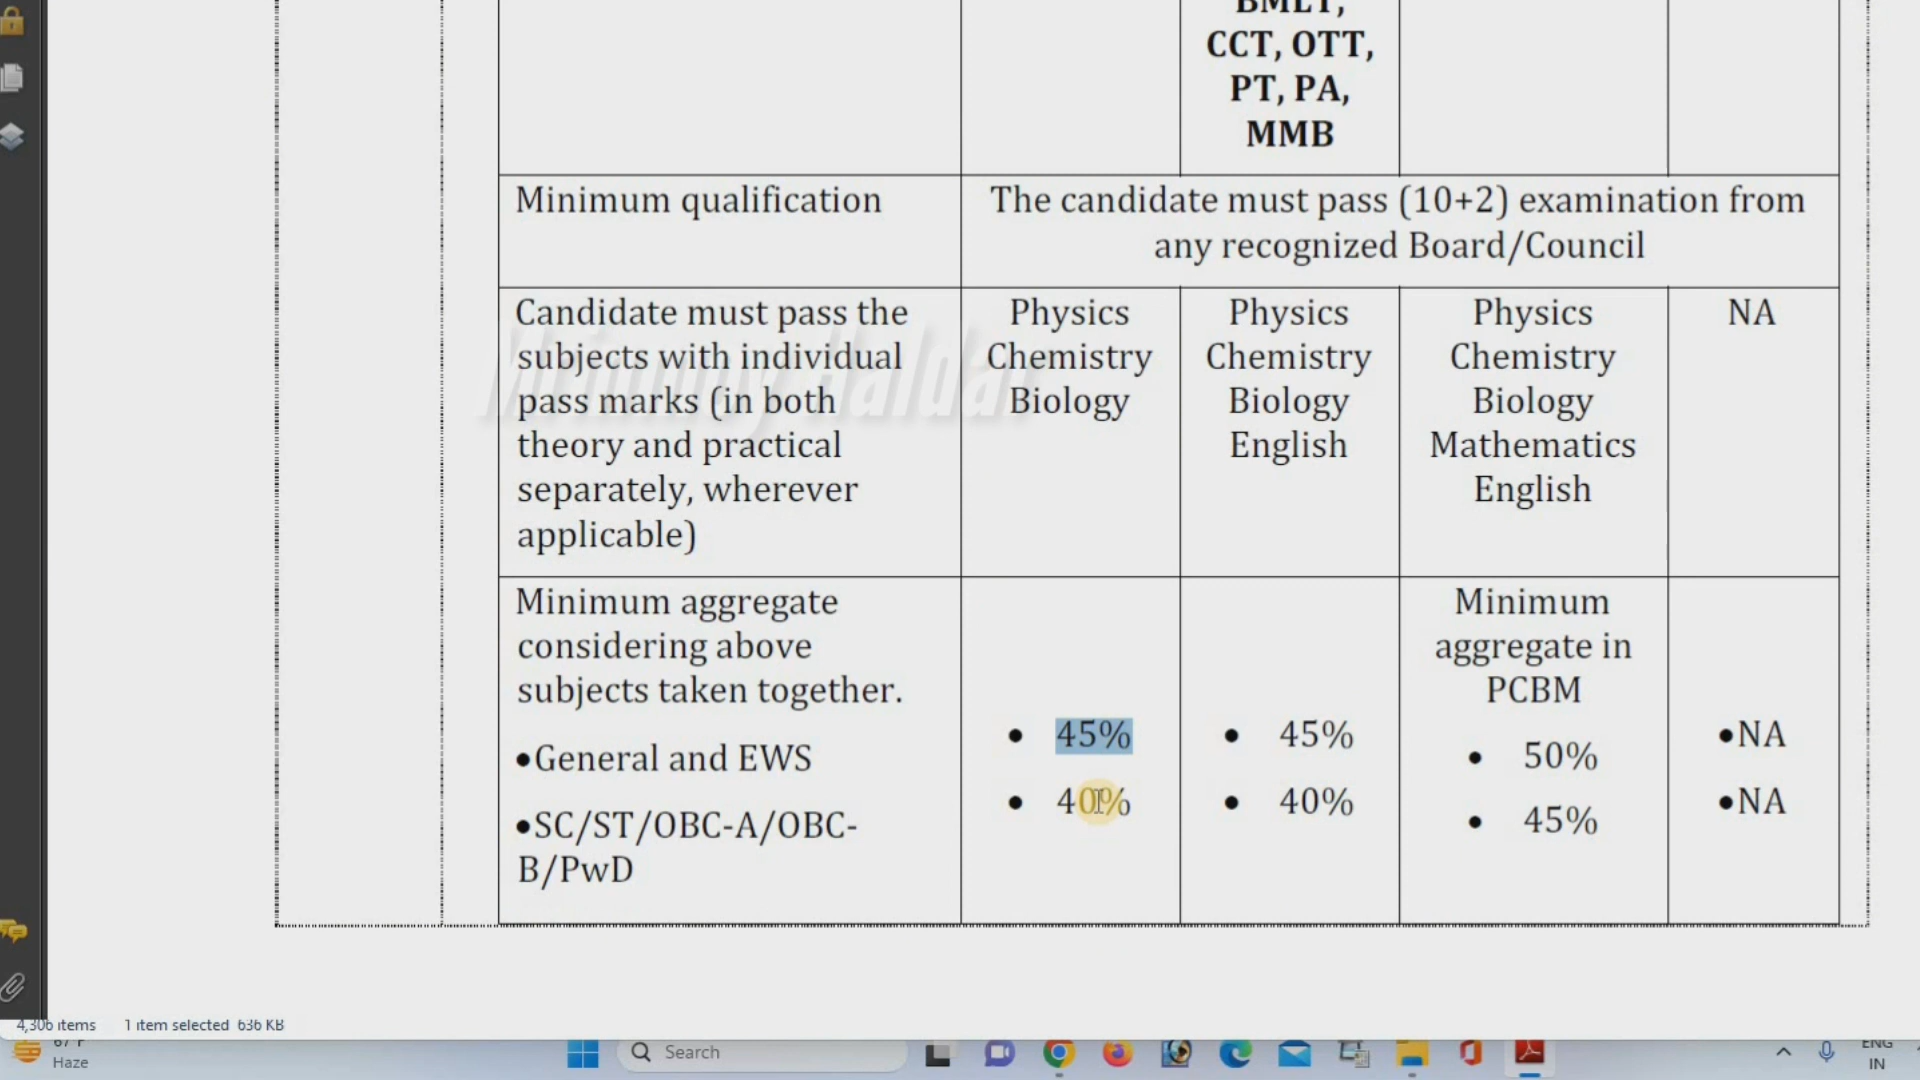 BMLT,
CCT, OTT,
PT, PA,
MMB
Minimum qualification
The candidate must pass (10+2) examination from
any recognized Board/Council
Candidate must pass the
subjects with individual
pass marks (in both
theory and practical
separately, wherever
applicable)
Physics
Chemistry
Biology
Physics
Chemistry
Biology
English
Physics
Chemistry
Biology
Mathematics
English
NA
Minimum aggregate
considering above
subjects taken together.
•General and EWS
•SC/ST/OBC-A/OBC-
B/PwD
• 45%
• 40%
• 45%
• 40%
Minimum
aggregate in
PCBM
• 50%
• 45%
•NA
•NA
Mrinmoy Haldar
4,306 items 1 item selected 636 KB
67°F
Haze
Search
ENG
IN